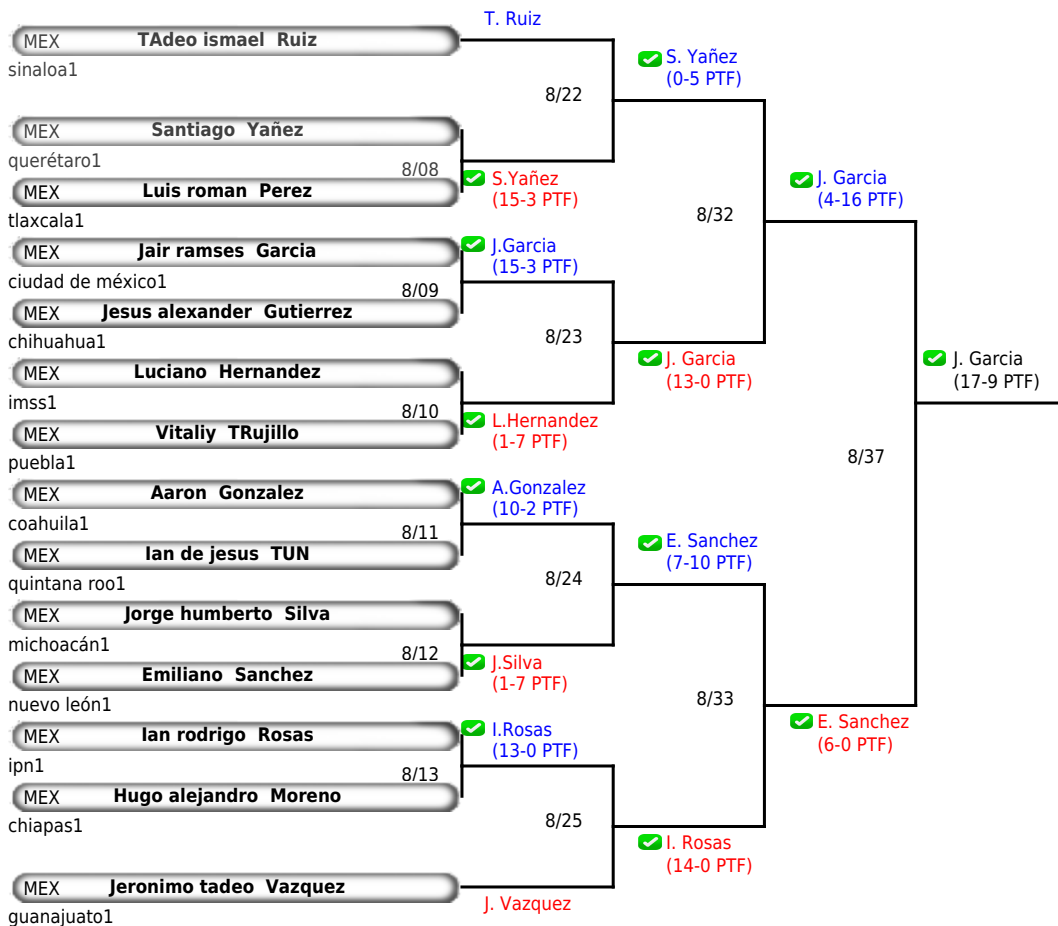 T. Ruiz
MEX TAdeo ismael Ruiz
sinaloa1
S. Yañez
(0-5 PTF)
8/22
MEX Santiago Yañez
querétaro1
8/08
S.Yañez
(15-3 PTF)
MEX Luis roman Perez
tlaxcala1
J. Garcia
(4-16 PTF)
8/32
MEX Jair ramses Garcia
ciudad de méxico1
8/09
J.Garcia
(15-3 PTF)
MEX Jesus alexander Gutierrez
chihuahua1
8/23
J. Garcia
(13-0 PTF)
J. Garcia
(17-9 PTF)
MEX Luciano Hernandez
imss1
8/10
L.Hernandez
(1-7 PTF)
MEX Vitaliy TRujillo
puebla1
8/37
MEX Aaron Gonzalez
coahuila1
8/11
A.Gonzalez
(10-2 PTF)
MEX Ian de jesus TUN
quintana roo1
E. Sanchez
(7-10 PTF)
8/24
MEX Jorge humberto Silva
michoacán1
8/12
J.Silva
(1-7 PTF)
MEX Emiliano Sanchez
nuevo león1
8/33
E. Sanchez
(6-0 PTF)
MEX Ian rodrigo Rosas
ipn1
8/13
I.Rosas
(13-0 PTF)
MEX Hugo alejandro Moreno
chiapas1
8/25
I. Rosas
(14-0 PTF)
MEX Jeronimo tadeo Vazquez
guanajuato1
J. Vazquez